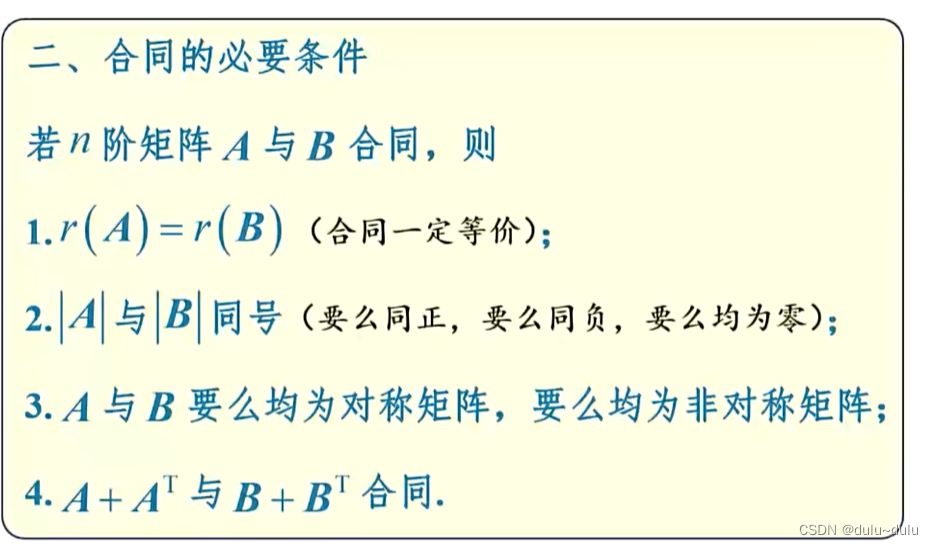 二、合同的必要条件
若 n 阶矩阵 A 与 B 合同，则
1. r(A) = r(B)（合同一定等价）；
2. |A| 与 |B| 同号（要么同正，要么同负，要么均为零）；
3. A 与 B 要么均为对称矩阵，要么均为非对称矩阵；
4. A + Aᵀ 与 B + Bᵀ 合同.
CSDN @dulu~dulu